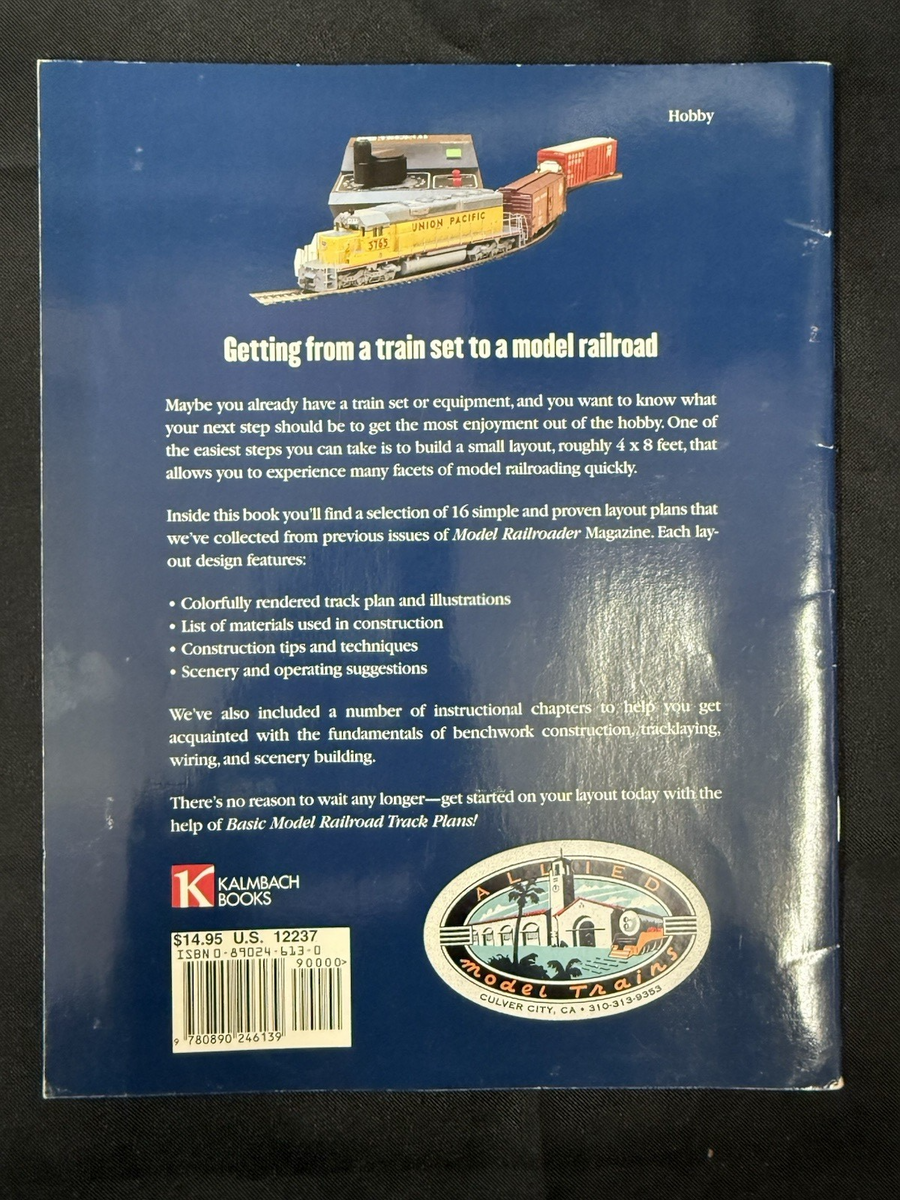 Hobby
UNION PACIFIC
3765
Getting from a train set to a model railroad
Maybe you already have a train set or equipment, and you want to know what
your next step should be to get the most enjoyment out of the hobby. One of
the easiest steps you can take is to build a small layout, roughly 4 x 8 feet, that
allows you to experience many facets of model railroading quickly.
Inside this book you'll find a selection of 16 simple and proven layout plans that
we've collected from previous issues of Model Railroader Magazine. Each lay-
out design features:
• Colorfully rendered track plan and illustrations
• List of materials used in construction
• Construction tips and techniques
• Scenery and operating suggestions
We've also included a number of instructional chapters to help you get
acquainted with the fundamentals of benchwork construction, tracklaying,
wiring, and scenery building.
There's no reason to wait any longer—get started on your layout today with the
help of Basic Model Railroad Track Plans!
K KALMBACH
BOOKS
$14.95 U.S. 12237
ISBN 0-89024-613-0
90000>
9 780890 246139
ALLIED
model Trains
CULVER CITY, CA • 310-313-9353